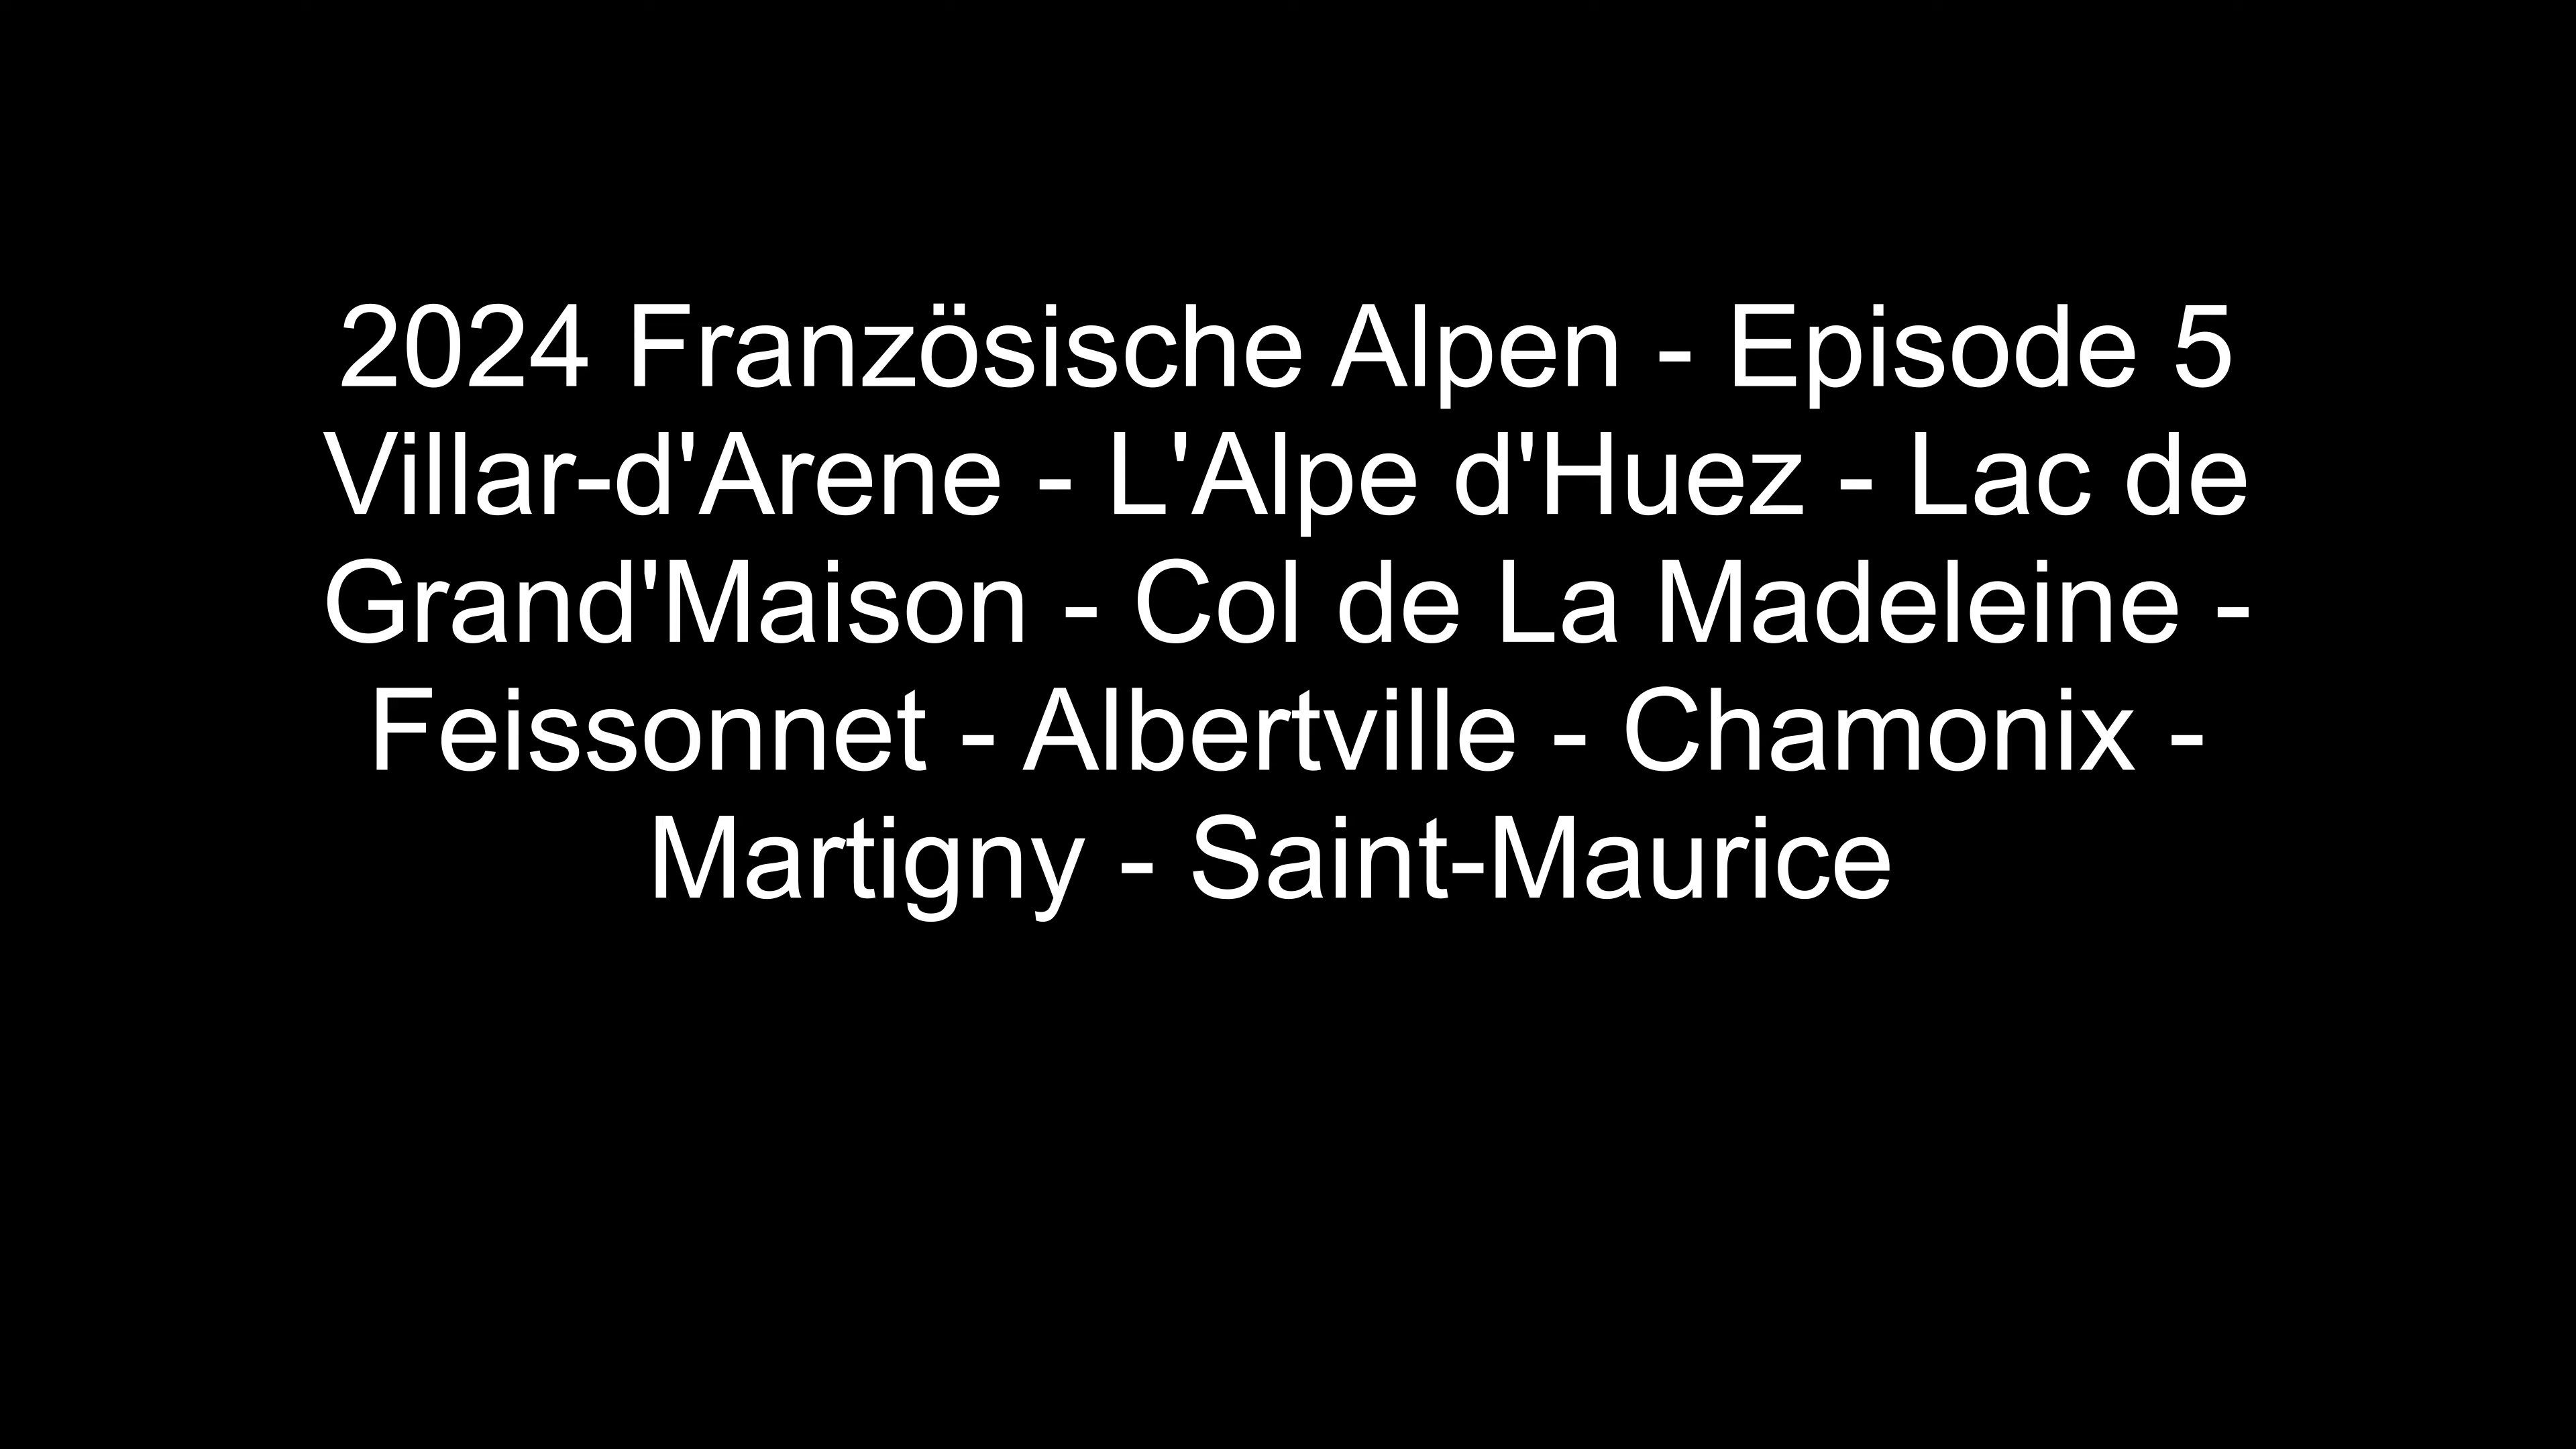 2024 Französische Alpen - Episode 5
Villar-d'Arene - L'Alpe d'Huez - Lac de
Grand'Maison - Col de La Madeleine -
Feissonnet - Albertville - Chamonix -
Martigny - Saint-Maurice